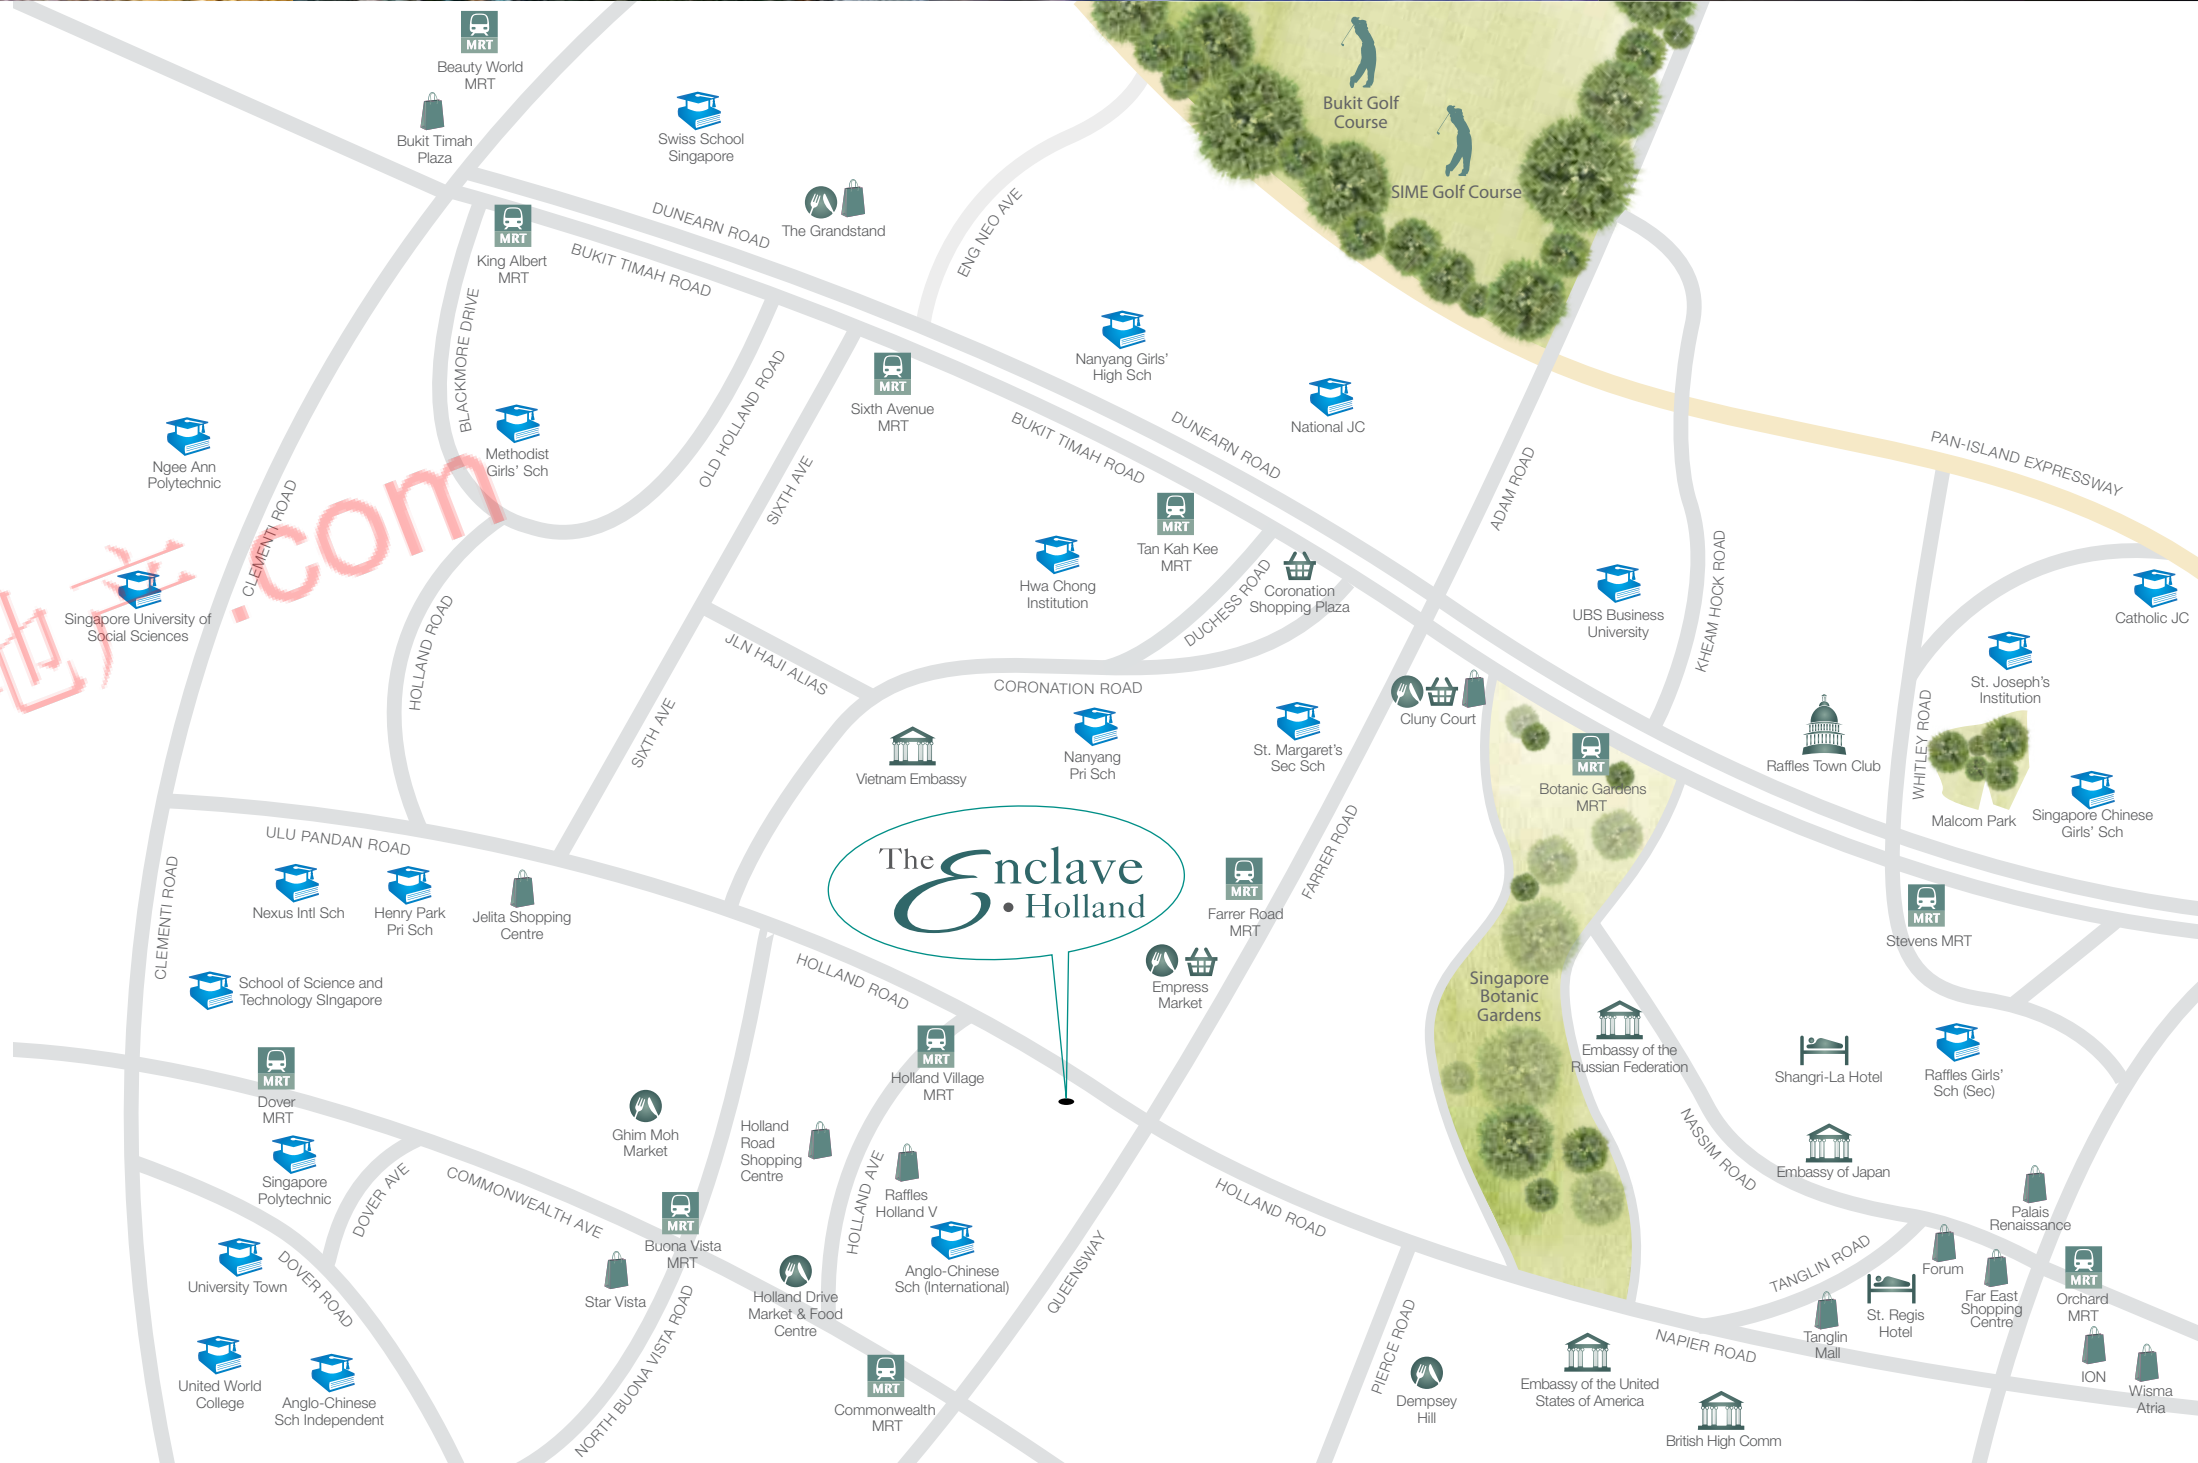 MRT
Beauty World
MRT
Bukit Timah
Plaza
Swiss School
Singapore
Bukit Golf
Course
SIME Golf Course
The Grandstand
ENG NEO AVE
DUNEARN ROAD
BUKIT TIMAH ROAD
MRT
King Albert
MRT
BLACKMORE DRIVE
Methodist
Girls' Sch
OLD HOLLAND ROAD
SIXTH AVE
MRT
Sixth Avenue
MRT
Nanyang Girls'
High Sch
National JC
BUKIT TIMAH ROAD
DUNEARN ROAD
ADAM ROAD
PAN-ISLAND EXPRESSWAY
Ngee Ann
Polytechnic
CLEMENTI ROAD
地产.com
Singapore University of
Social Sciences
HOLLAND ROAD
MRT
Tan Kah Kee
MRT
Hwa Chong
Institution
DUCHESS ROAD
Coronation
Shopping Plaza
UBS Business
University
KHEAM HOCK ROAD
Catholic JC
St. Joseph's
Institution
JLN HAJI ALIAS
CORONATION ROAD
SIXTH AVE
Vietnam Embassy
Nanyang
Pri Sch
St. Margaret's
Sec Sch
Cluny Court
MRT
Botanic Gardens
MRT
Raffles Town Club
WHITLEY ROAD
Malcom Park
Singapore Chinese
Girls' Sch
ULU PANDAN ROAD
CLEMENTI ROAD
Nexus Intl Sch
Henry Park
Pri Sch
Jelita Shopping
Centre
The Enclave
• Holland
FARRER ROAD
MRT
Farrer Road
MRT
Empress
Market
MRT
Stevens MRT
School of Science and
Technology SIngapore
HOLLAND ROAD
Singapore
Botanic
Gardens
Embassy of the
Russian Federation
Shangri-La Hotel
Raffles Girls'
Sch (Sec)
MRT
Dover
MRT
MRT
Holland Village
MRT
Ghim Moh
Market
Holland
Road
Shopping
Centre
Singapore
Polytechnic
DOVER AVE
COMMONWEALTH AVE
HOLLAND AVE
Raffles
Holland V
HOLLAND ROAD
NASSIM ROAD
Embassy of Japan
Palais
Renaissance
MRT
Buona Vista
MRT
Anglo-Chinese
Sch (International)
QUEENSWAY
TANGLIN ROAD
Forum
University Town
DOVER ROAD
Star Vista
Holland Drive
Market & Food
Centre
St. Regis
Hotel
Far East
Shopping
Centre
MRT
Orchard
MRT
NORTH BUONA VISTA ROAD
PIERCE ROAD
NAPIER ROAD
Tanglin
Mall
United World
College
Anglo-Chinese
Sch Independent
MRT
Commonwealth
MRT
Dempsey
Hill
Embassy of the United
States of America
British High Comm
ION
Wisma
Atria